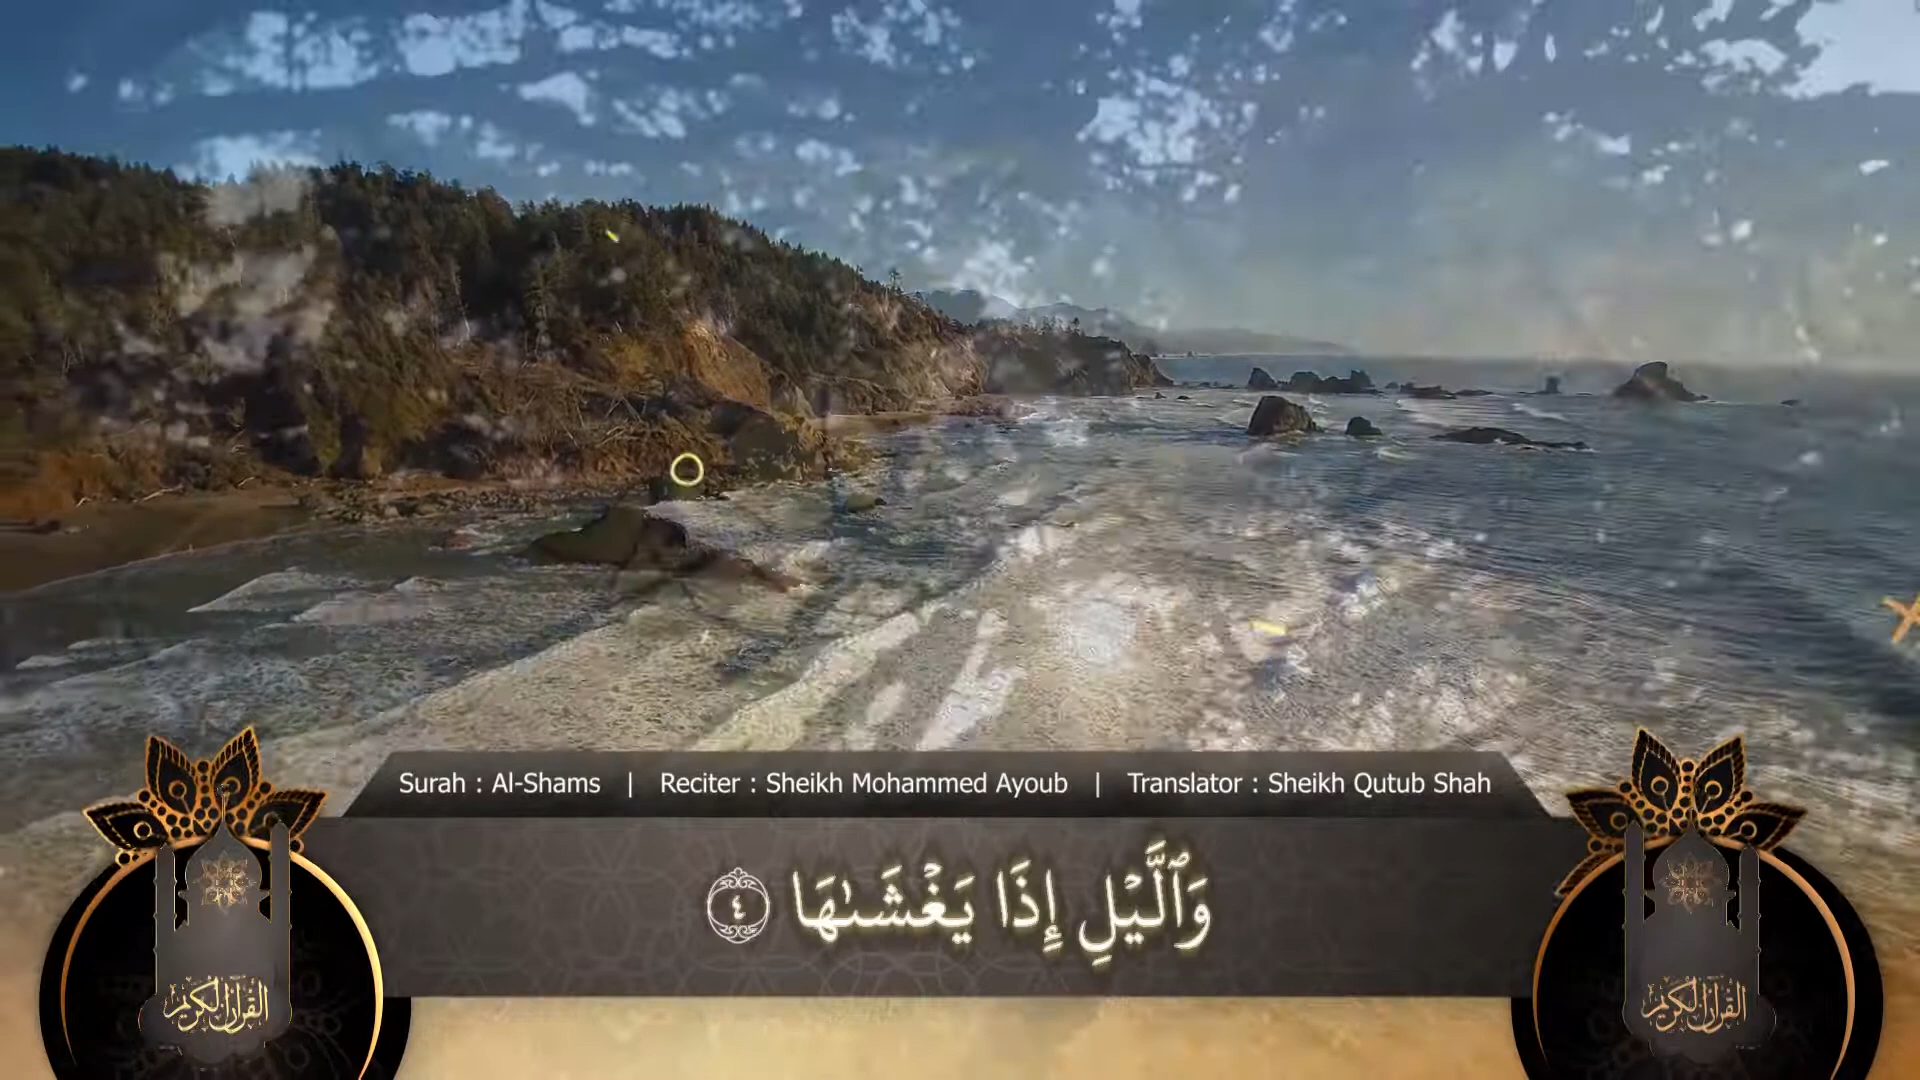 Surah : Al-Shams | Reciter : Sheikh Mohammed Ayoub | Translator : Sheikh Qutub Shah
وَٱلَّيۡلِ إِذَا يَغۡشَىٰهَا ٤
القرآن الكريم
القرآن الكريم